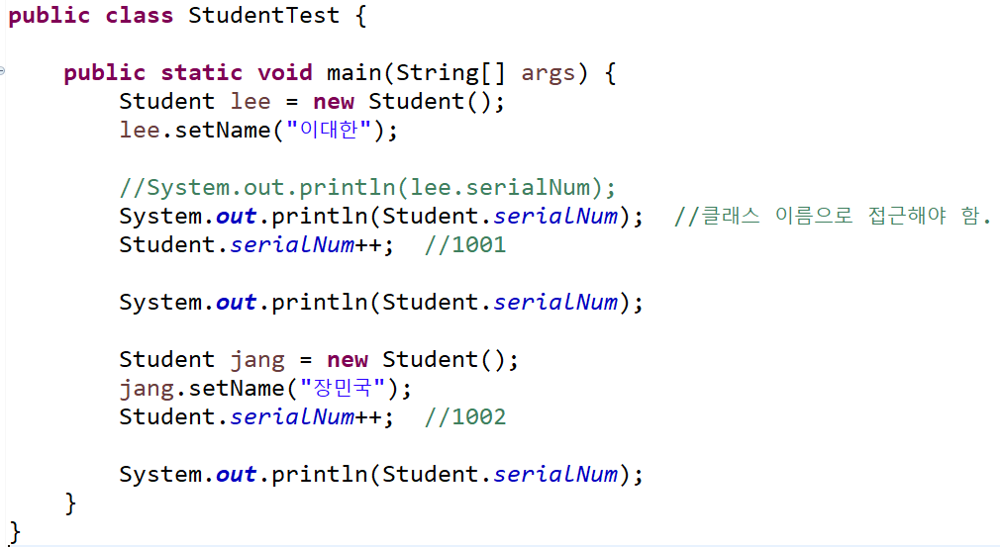 public class StudentTest {
public static void main(String[] args) {
Student lee = new Student();
lee.setName("이대한");
//System.out.println(lee.serialNum);
System.out.println(Student.serialNum);  //클래스 이름으로 접근해야 함.
Student.serialNum++;  //1001
System.out.println(Student.serialNum);
Student jang = new Student();
jang.setName("장민국");
Student.serialNum++;  //1002
System.out.println(Student.serialNum);
}
}